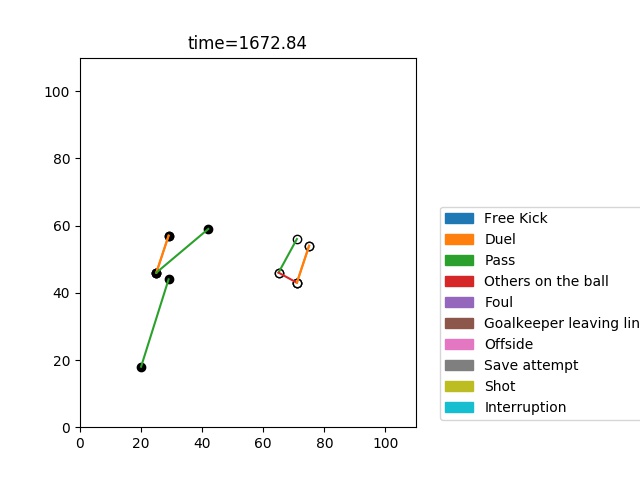 time=1672.84
100
80
60
40
20
0
0 20 40 60 80 100
Free Kick
Duel
Pass
Others on the ball
Foul
Goalkeeper leaving lin
Offside
Save attempt
Shot
Interruption